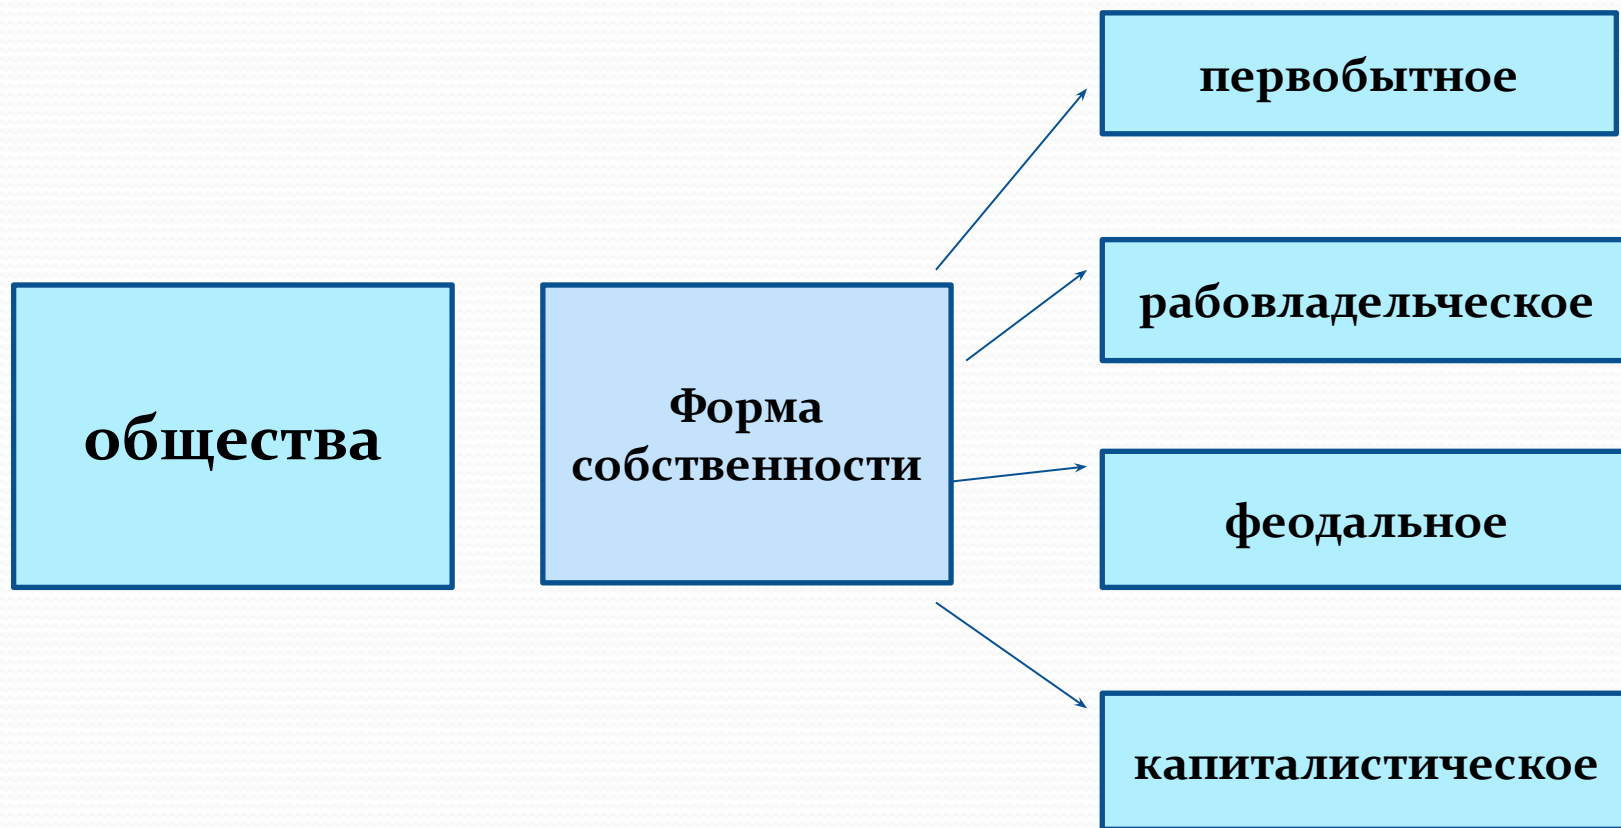 первобытное
рабовладельческое
общества
Форма
собственности
феодальное
капиталистическое